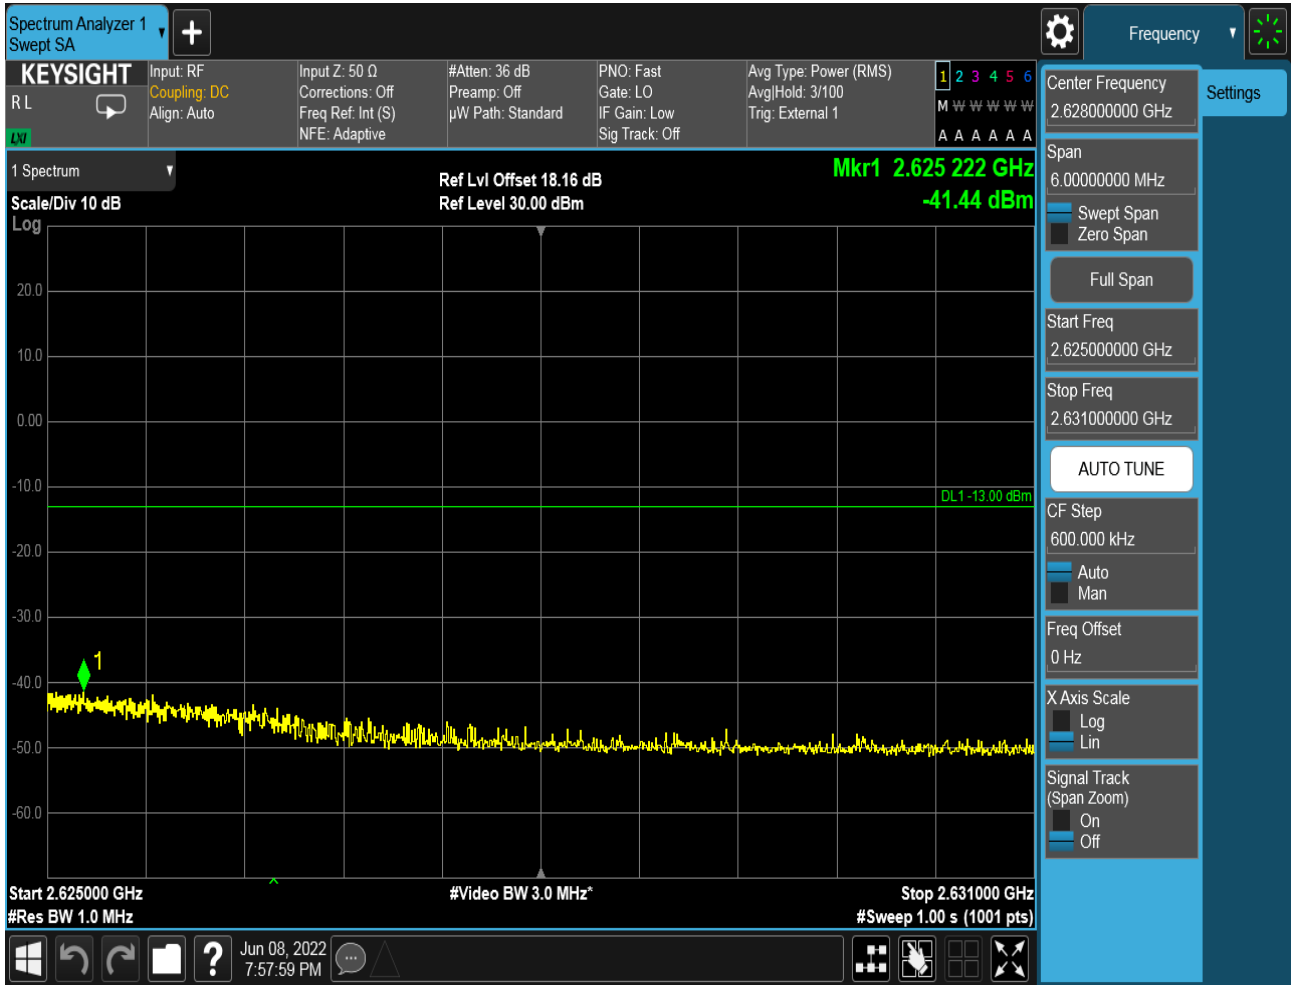 Spectrum Analyzer 1
Swept SA
Frequency
KEYSIGHT
R L
LXI
Input: RF
Coupling: DC
Align: Auto
Input Z: 50 Ω
Corrections: Off
Freq Ref: Int (S)
NFE: Adaptive
#Atten: 36 dB
Preamp: Off
µW Path: Standard
PNO: Fast
Gate: LO
IF Gain: Low
Sig Track: Off
Avg Type: Power (RMS)
Avg|Hold: 3/100
Trig: External 1
1 2 3 4 5 6
M W W W W W
A A A A A A
1 Spectrum
Scale/Div 10 dB
Log
Ref Lvl Offset 18.16 dB
Ref Level 30.00 dBm
Mkr1 2.625 222 GHz
-41.44 dBm
20.0
10.0
0.00
-10.0
-20.0
-30.0
-40.0
-50.0
-60.0
DL1 -13.00 dBm
1
Start 2.625000 GHz
#Res BW 1.0 MHz
#Video BW 3.0 MHz*
Stop 2.631000 GHz
#Sweep 1.00 s (1001 pts)
Jun 08, 2022
7:57:59 PM
Center Frequency
2.628000000 GHz
Settings
Span
6.00000000 MHz
Swept Span
Zero Span
Full Span
Start Freq
2.625000000 GHz
Stop Freq
2.631000000 GHz
AUTO TUNE
CF Step
600.000 kHz
Auto
Man
Freq Offset
0 Hz
X Axis Scale
Log
Lin
Signal Track
(Span Zoom)
On
Off